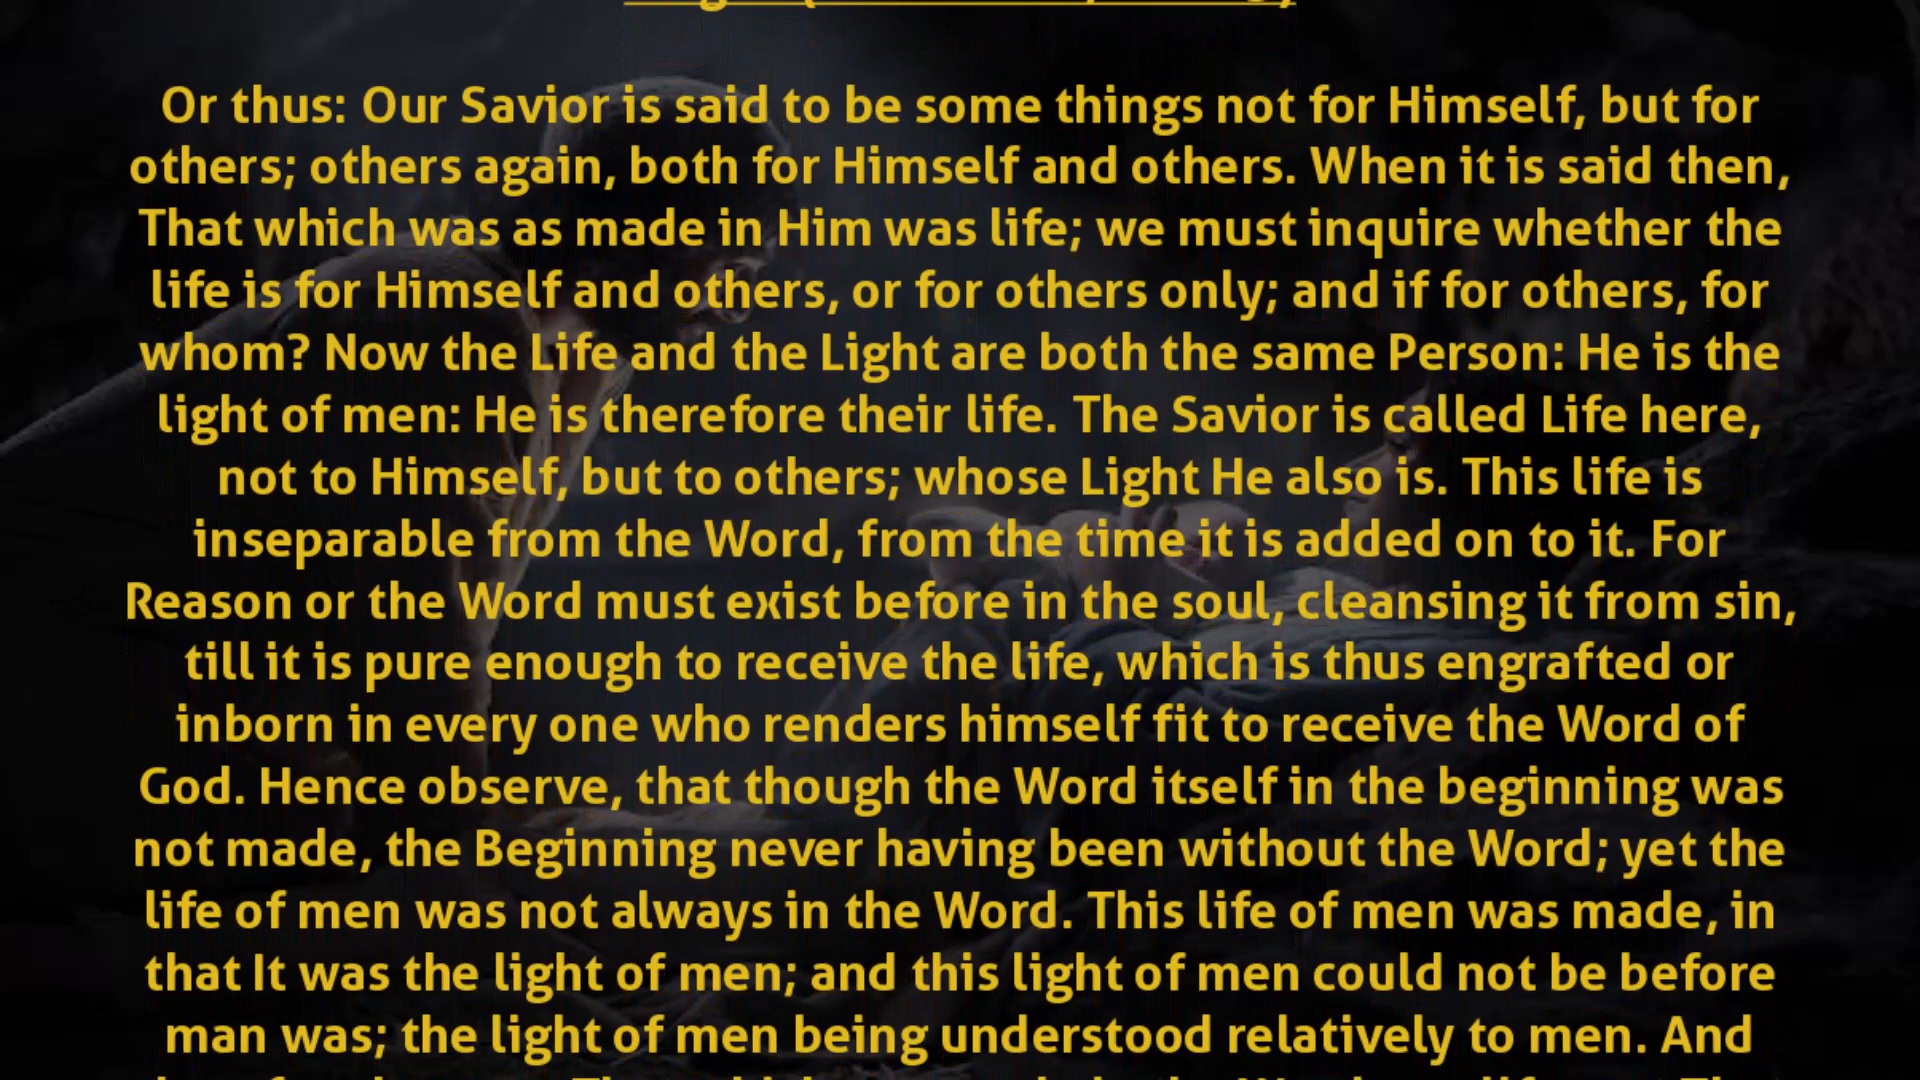 Or thus: Our Savior is said to be some things not for Himself, but for
others; others again, both for Himself and others. When it is said then,
That which was as made in Him was life; we must inquire whether the
life is for Himself and others, or for others only; and if for others, for
whom? Now the Life and the Light are both the same Person: He is the
light of men: He is therefore their life. The Savior is called Life here,
not to Himself, but to others; whose Light He also is. This life is
inseparable from the Word, from the time it is added on to it. For
Reason or the Word must exist before in the soul, cleansing it from sin,
till it is pure enough to receive the life, which is thus engrafted or
inborn in every one who renders himself fit to receive the Word of
God. Hence observe, that though the Word itself in the beginning was
not made, the Beginning never having been without the Word; yet the
life of men was not always in the Word. This life of men was made, in
that It was the light of men; and this light of men could not be before
man was; the light of men being understood relatively to men. And